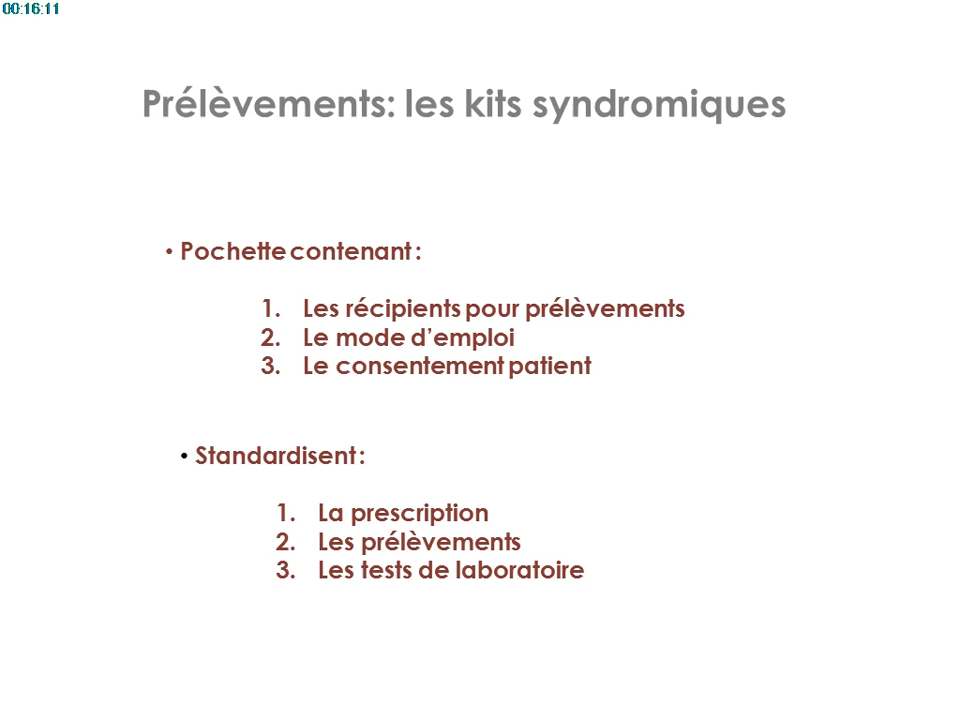 00:16:11
Prélèvements: les kits syndromiques
• Pochette contenant :
1. Les récipients pour prélèvements
2. Le mode d’emploi
3. Le consentement patient
• Standardisent :
1. La prescription
2. Les prélèvements
3. Les tests de laboratoire